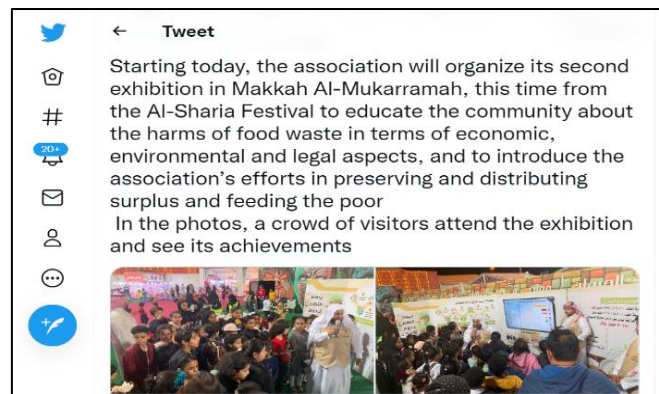 Tweet
Starting today, the association will organize its second
exhibition in Makkah Al-Mukarramah, this time from
the Al-Sharia Festival to educate the community about
the harms of food waste in terms of economic,
environmental and legal aspects, and to introduce the
association's efforts in preserving and distributing
surplus and feeding the poor
In the photos, a crowd of visitors attend the exhibition
and see its achievements
20+